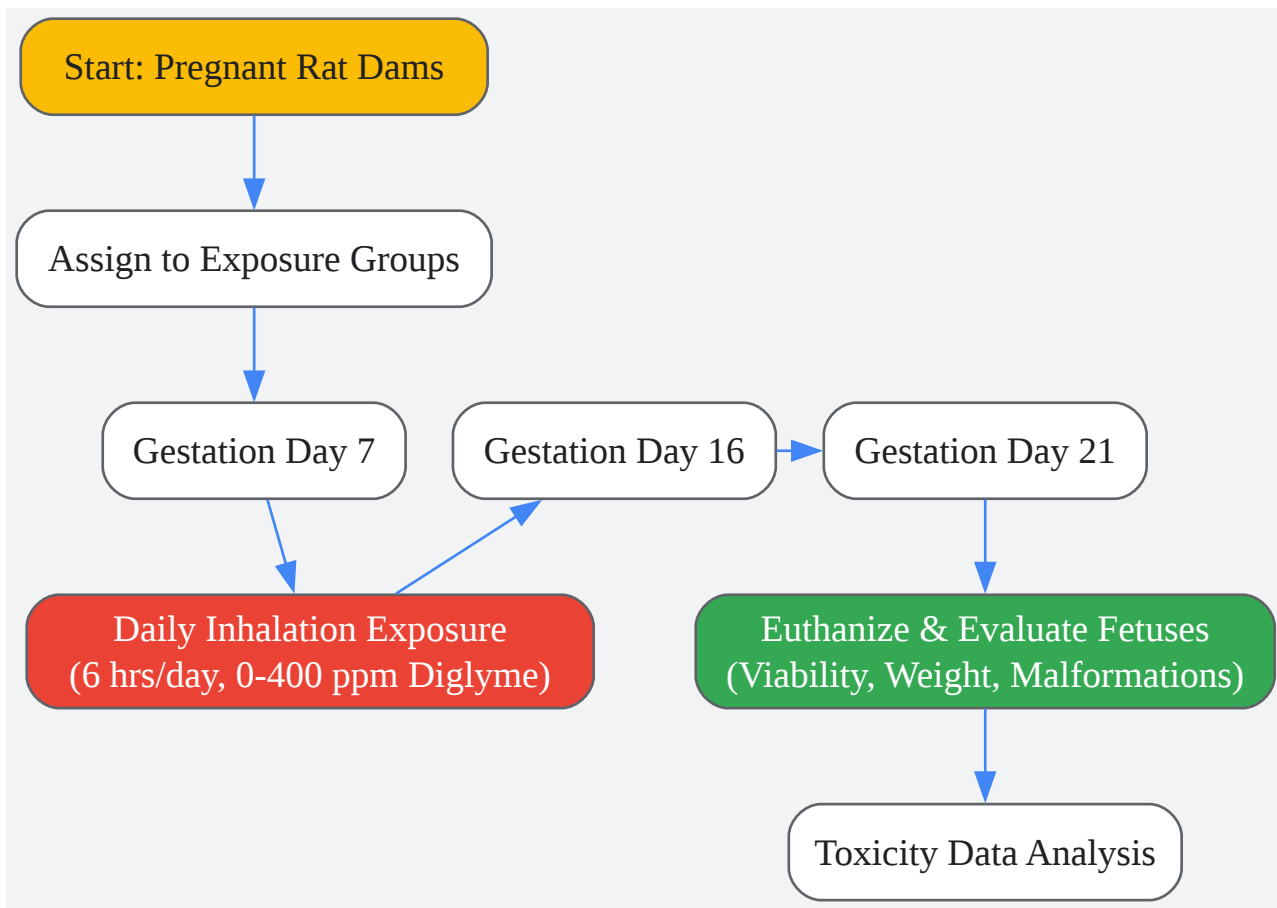 Start: Pregnant Rat Dams
Assign to Exposure Groups
Gestation Day 7
Gestation Day 16
Gestation Day 21
Daily Inhalation Exposure
(6 hrs/day, 0-400 ppm Diglyme)
Euthanize & Evaluate Fetuses
(Viability, Weight, Malformations)
Toxicity Data Analysis